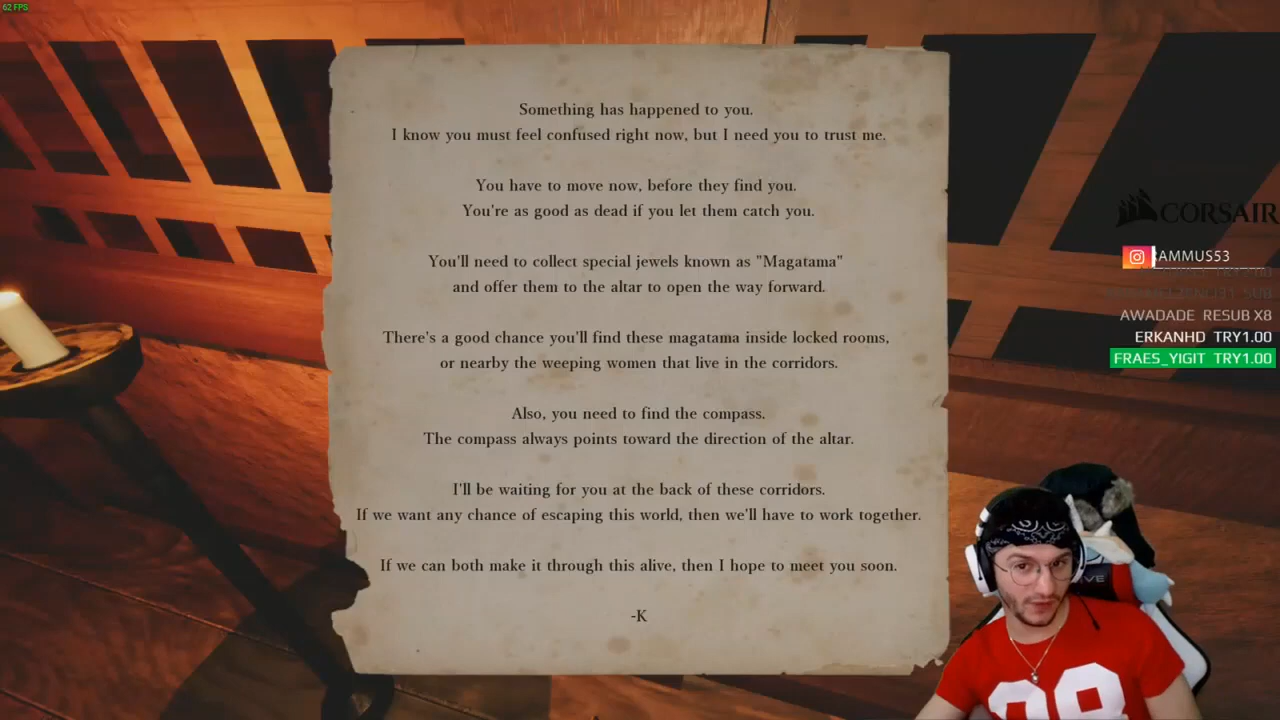 62 FPS
Something has happened to you.
I know you must feel confused right now, but I need you to trust me.
You have to move now, before they find you.
You're as good as dead if you let them catch you.
You'll need to collect special jewels known as "Magatama"
and offer them to the altar to open the way forward.
There's a good chance you'll find these magatama inside locked rooms,
or nearby the weeping women that live in the corridors.
Also, you need to find the compass.
The compass always points toward the direction of the altar.
I'll be waiting for you at the back of these corridors.
If we want any chance of escaping this world, then we'll have to work together.
If we can both make it through this alive, then I hope to meet you soon.
-K
CORSAIR
RAMMUS53
SUB
AWADADE RESUB X8
ERKANHD TRY1.00
FRAES_YIGIT TRY1.00
98